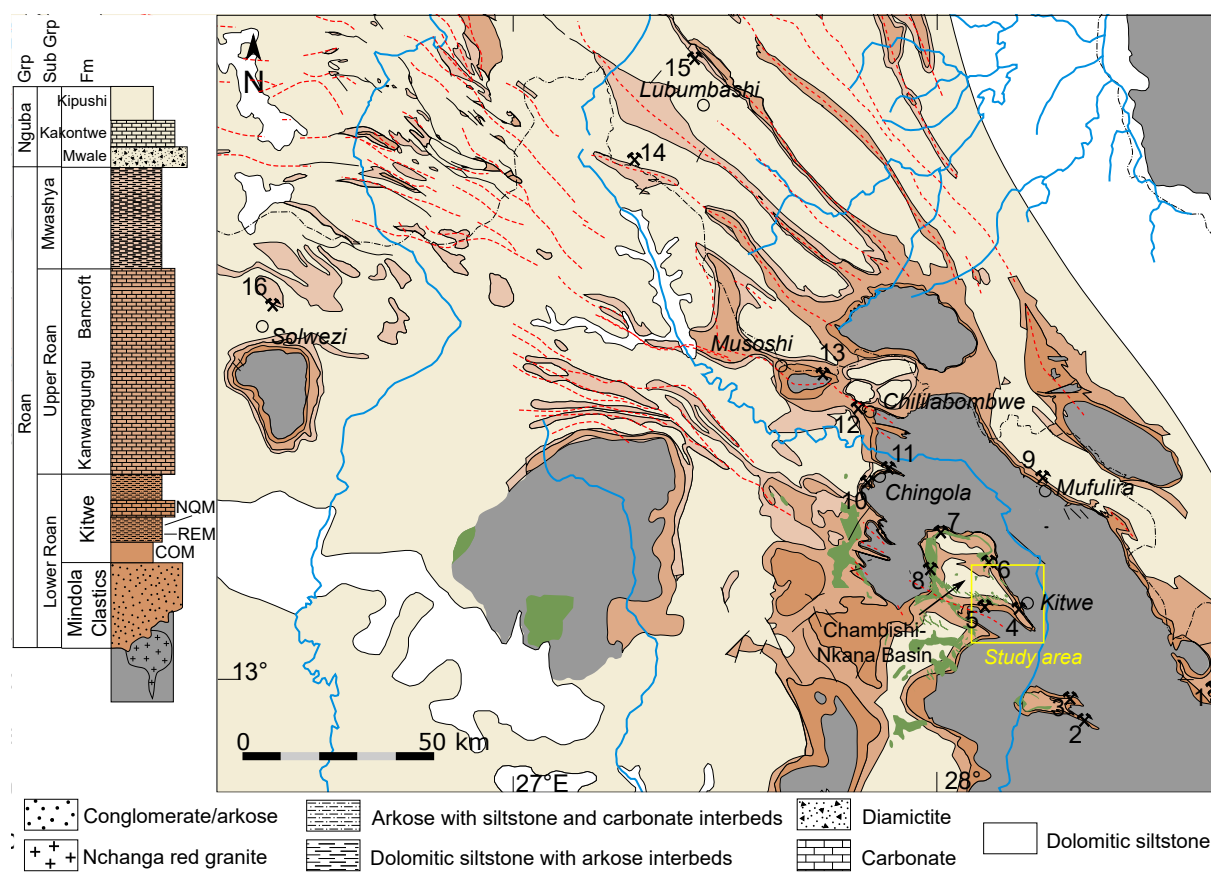 Grp
Sub Grp
Fm
Nguba
Kipushi
Kakontwe
Mwale
Roan
Mwashya
Upper Roan
Bancroft
Kanwangungu
Lower Roan
Kitwe
NQM
REM
COM
Mindola
Clastics
N
15
Lubumbashi
14
16
Solwezi
Musoshi
13
Chililabombwe
12
11
10
Chingola
9
Mufulira
7
8
6
Kitwe
5
4
Chambishi-
Nkana Basin
Study area
13°
3
2
1
0
50 km
27°E
28°
Conglomerate/arkose
Arkose with siltstone and carbonate interbeds
Diamictite
Dolomitic siltstone
Nchanga red granite
Dolomitic siltstone with arkose interbeds
Carbonate